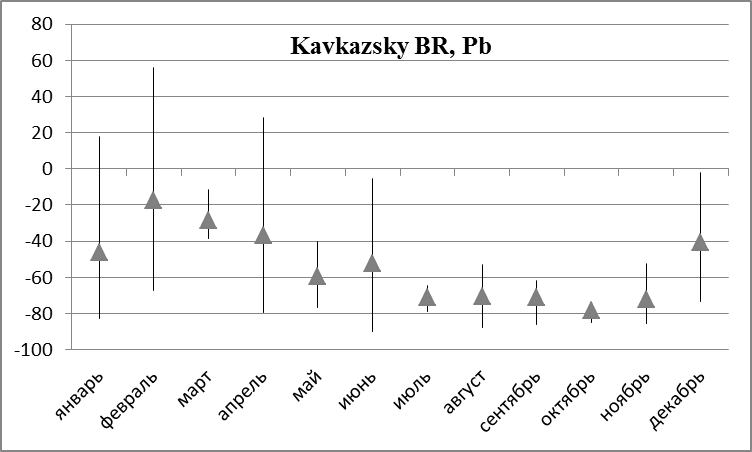 Kavkazsky BR, Pb
80
60
40
20
0
-20
-40
-60
-80
-100
январь
февраль
март
апрель
май
июнь
июль
август
сентябрь
октябрь
ноябрь
декабрь